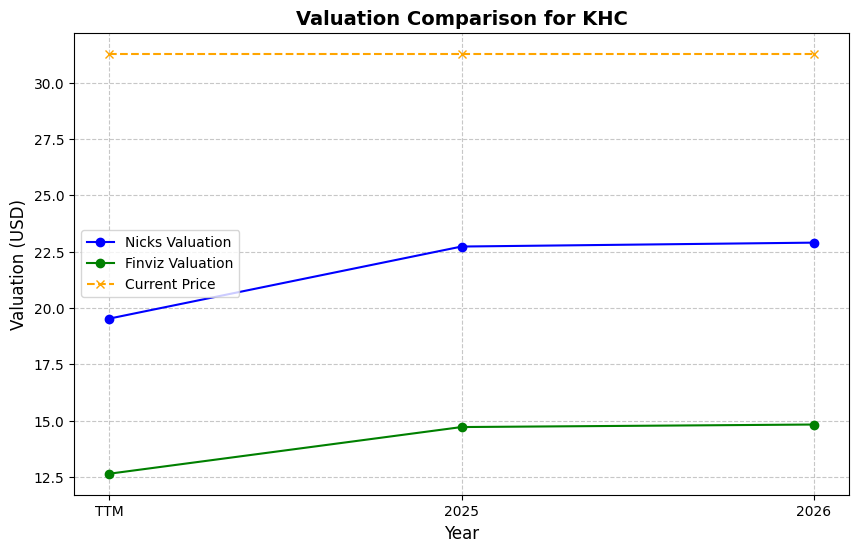 Valuation Comparison for KHC
Valuation (USD)
30.0
27.5
25.0
22.5
20.0
17.5
15.0
12.5
Nicks Valuation
Finviz Valuation
Current Price
TTM
2025
2026
Year